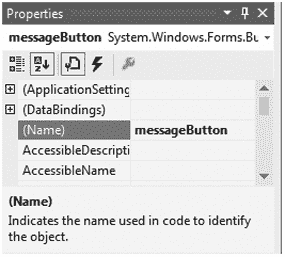 Properties
messageButton System.Windows.Forms.Bu
(ApplicationSetting
(DataBindings)
(Name) messageButton
AccessibleDescripti
AccessibleName
(Name)
Indicates the name used in code to identify
the object.